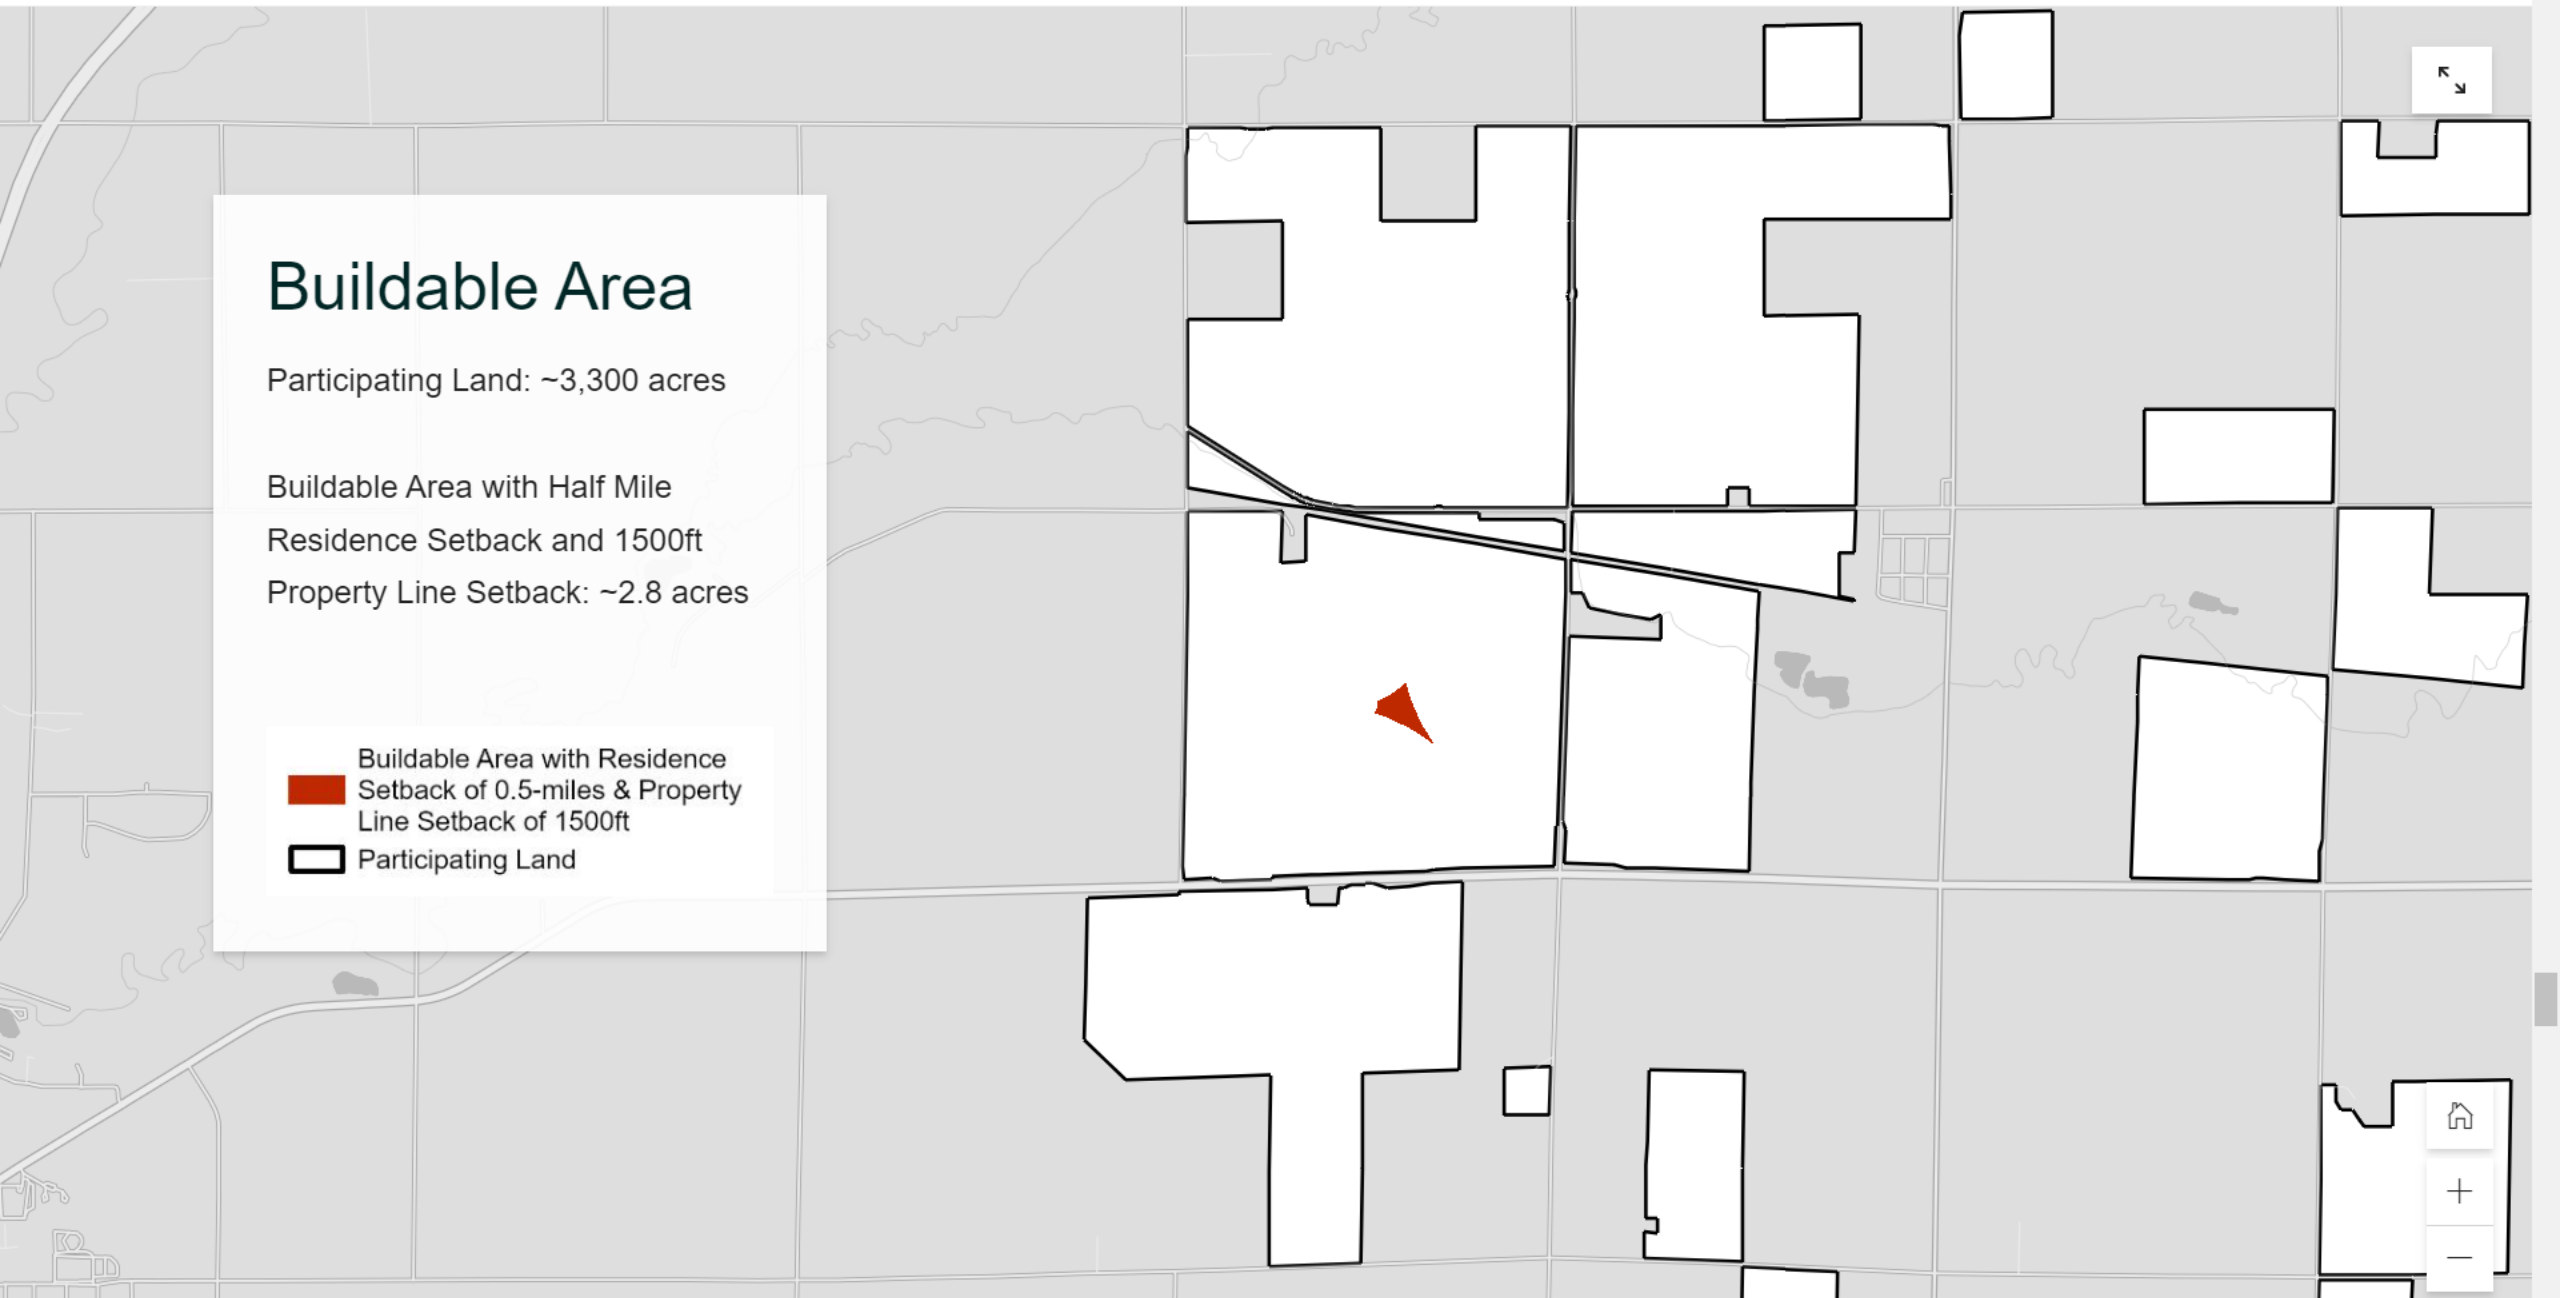 Buildable Area
Participating Land: ~3,300 acres
Buildable Area with Half Mile
Residence Setback and 1500ft
Property Line Setback: ~2.8 acres
Buildable Area with Residence
Setback of 0.5-miles & Property
Line Setback of 1500ft
Participating Land